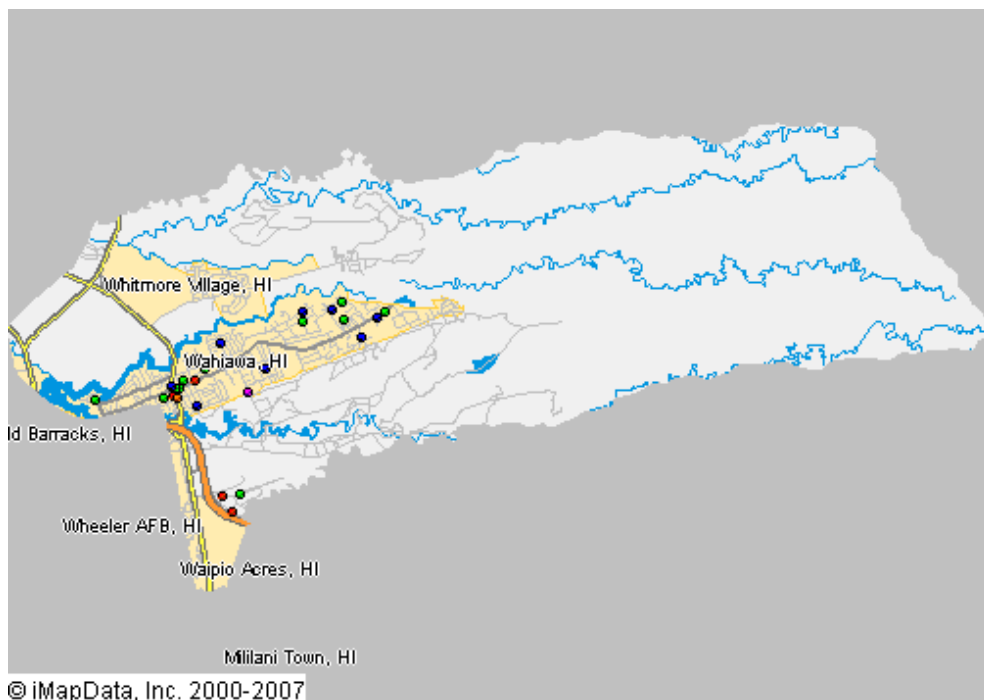 Whitmore Village, HI
Wahiawa, HI
ld Barracks, HI
Wheeler AFB, HI
Waipio Acres, HI
Mililani Town, HI
© iMapData, Inc. 2000-2007